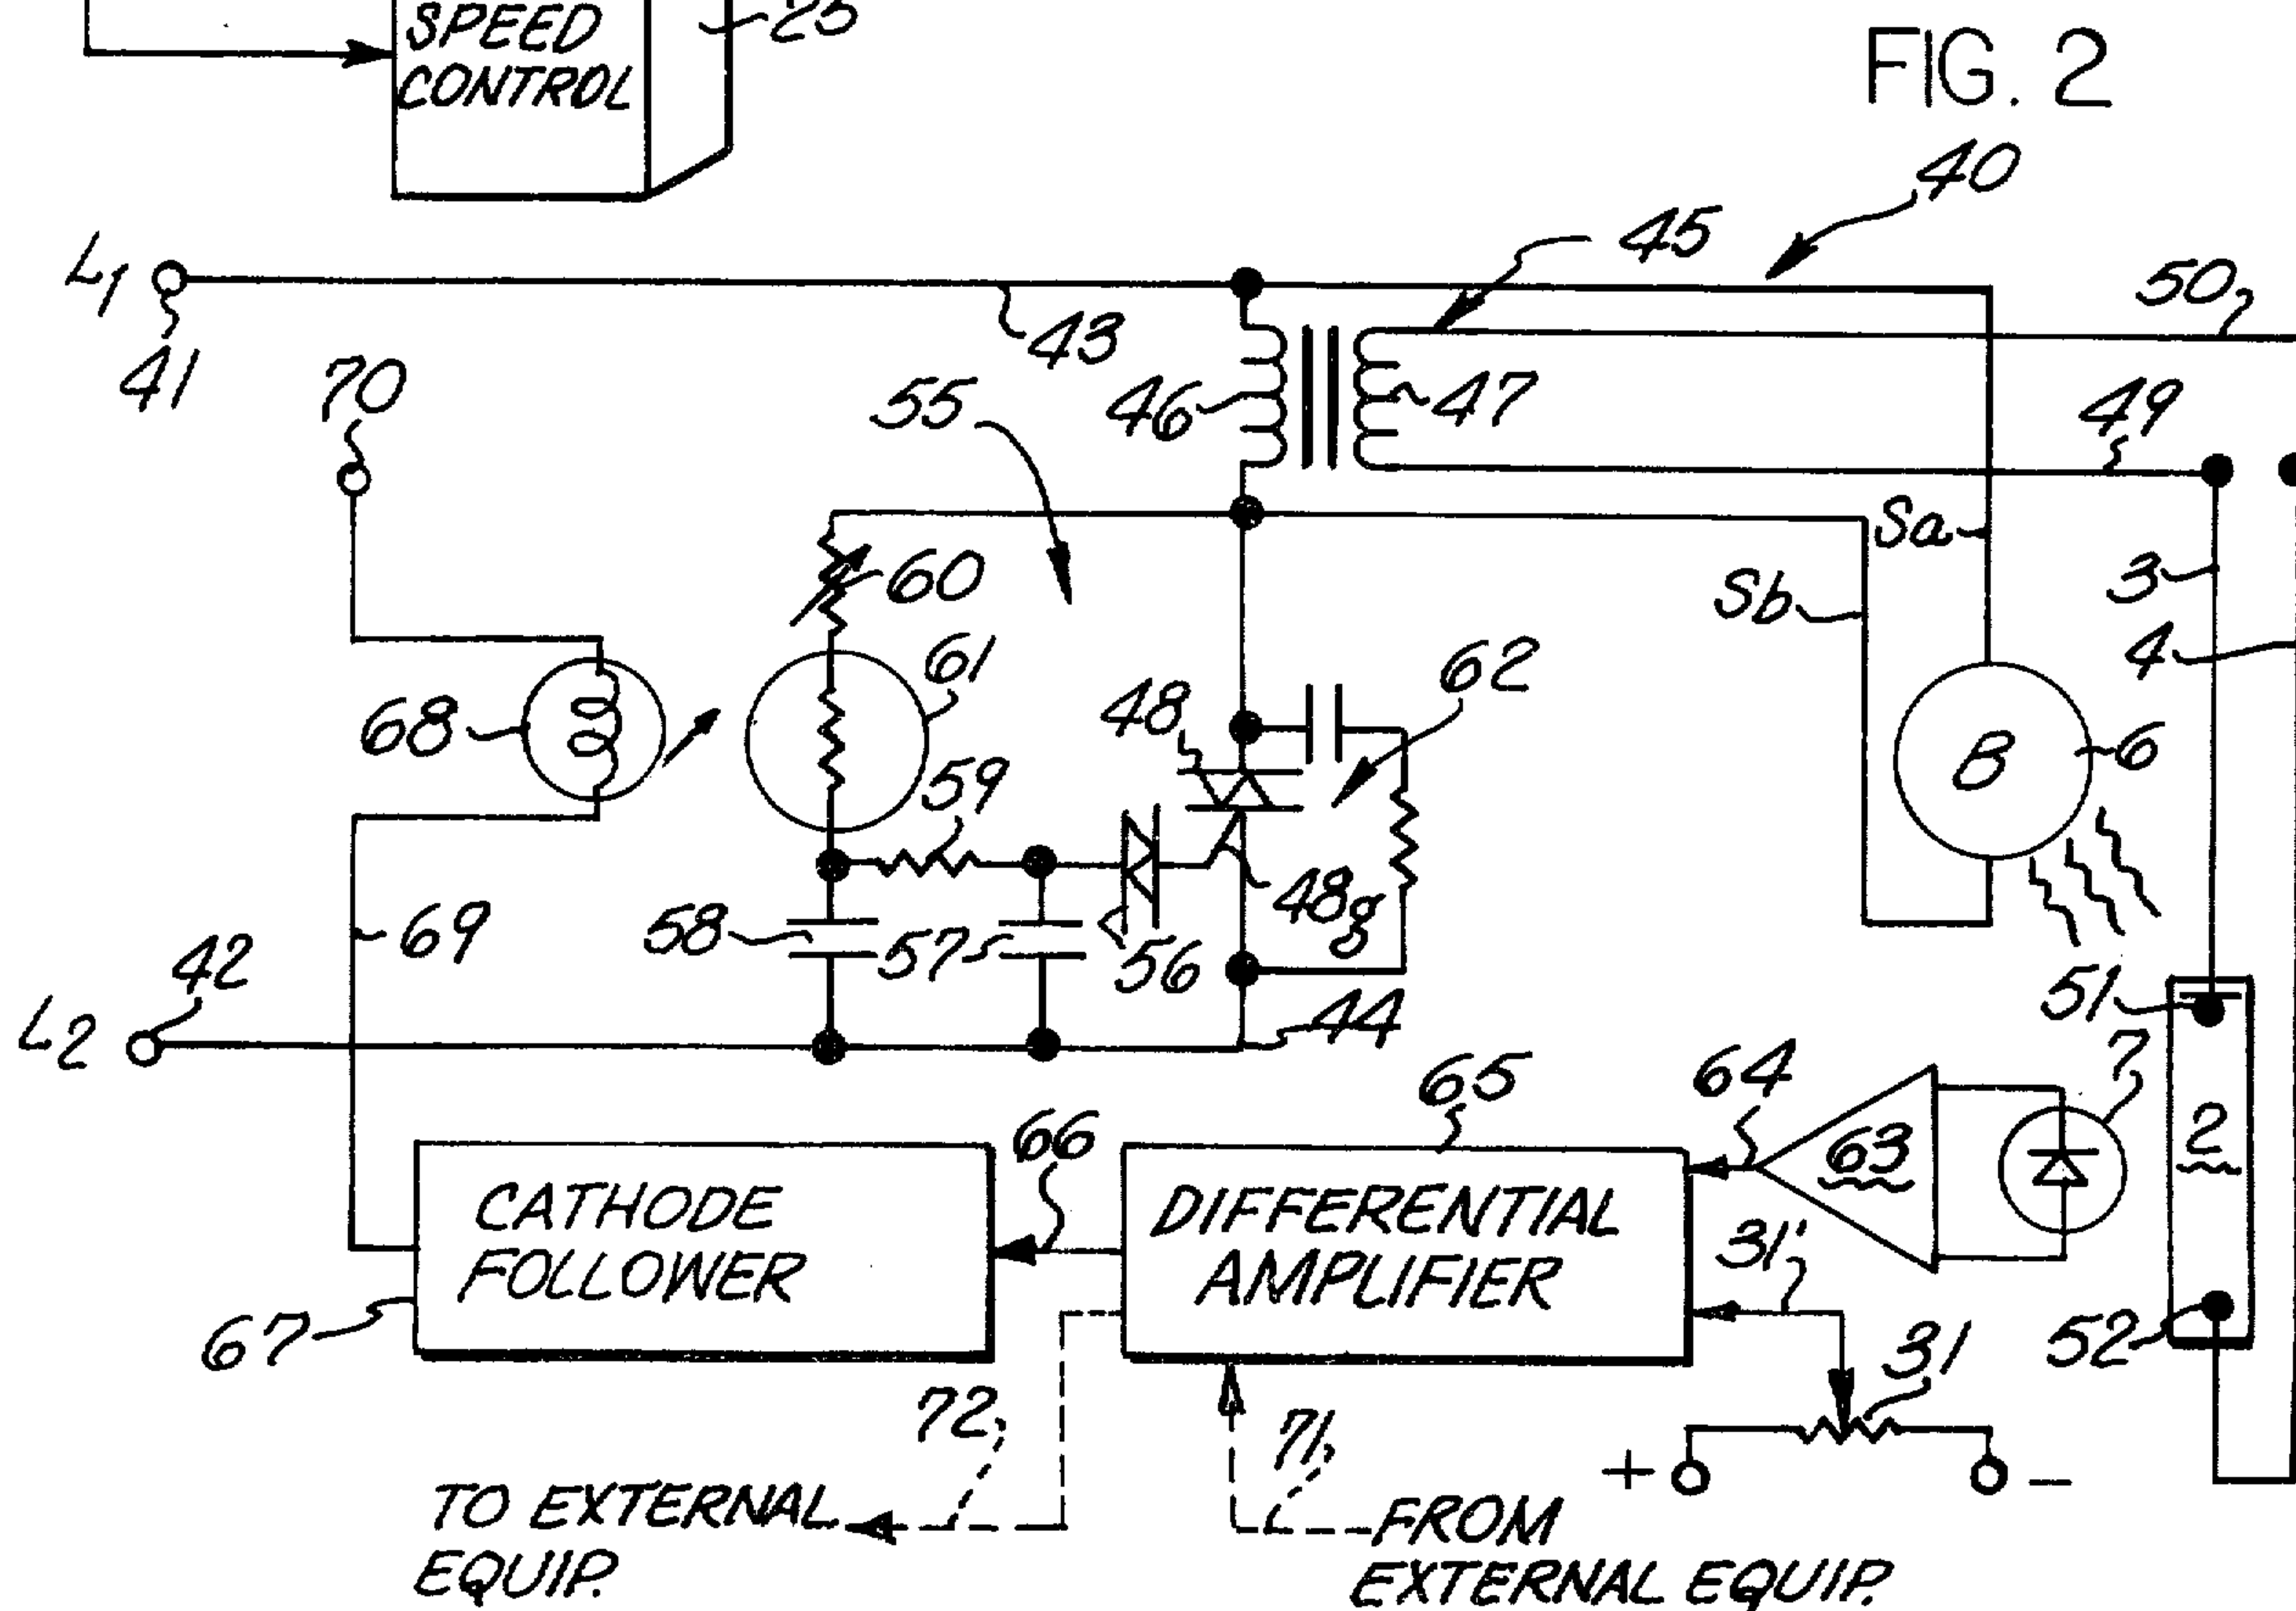 SPEED
CONTROL
25
FIG. 2
40
45
L1
41
43
50
70
55
46
47
49
Sa
Sb
3
4
60
61
62
68
48
B
6
59
48g
69
58
57
56
42
L2
44
51
7
65
64
63
2
66
CATHODE
FOLLOWER
DIFFERENTIAL
AMPLIFIER
31'
67
52
31
72
71
+
-
TO EXTERNAL
EQUIP.
FROM
EXTERNAL EQUIP.